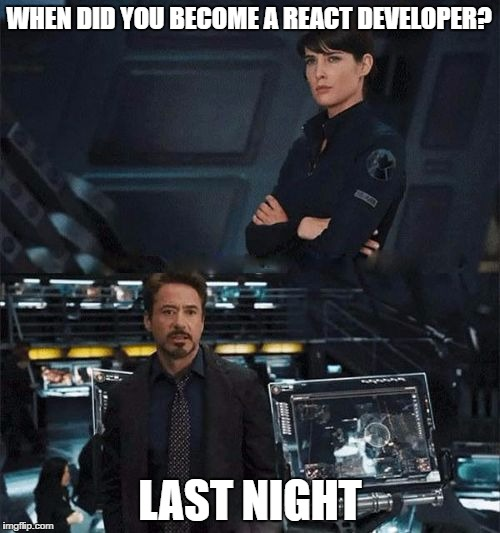 WHEN DID YOU BECOME A REACT DEVELOPER?
LAST NIGHT
imgflip.com